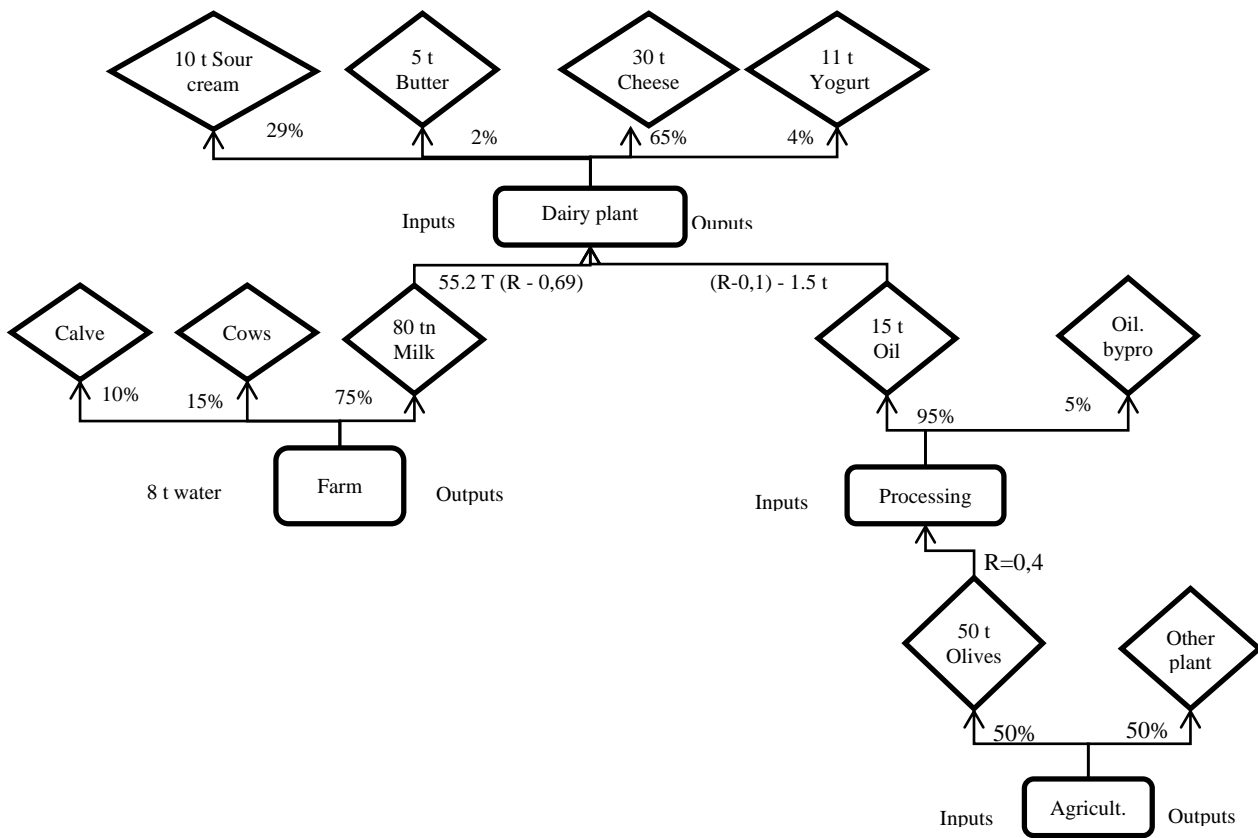 10 t Sour
cream
5 t
Butter
30 t
Cheese
11 t
Yogurt
29%
2%
65%
4%
Inputs
Dairy plant
Ouputs
55.2 T (R - 0,69)
(R-0,1) - 1.5 t
Calve
Cows
80 tn
Milk
15 t
Oil
Oil.
bypro
10%
15%
75%
95%
5%
8 t water
Farm
Outputs
Inputs
Processing
R=0,4
50 t
Olives
Other
plant
50%
50%
Inputs
Agricult.
Outputs